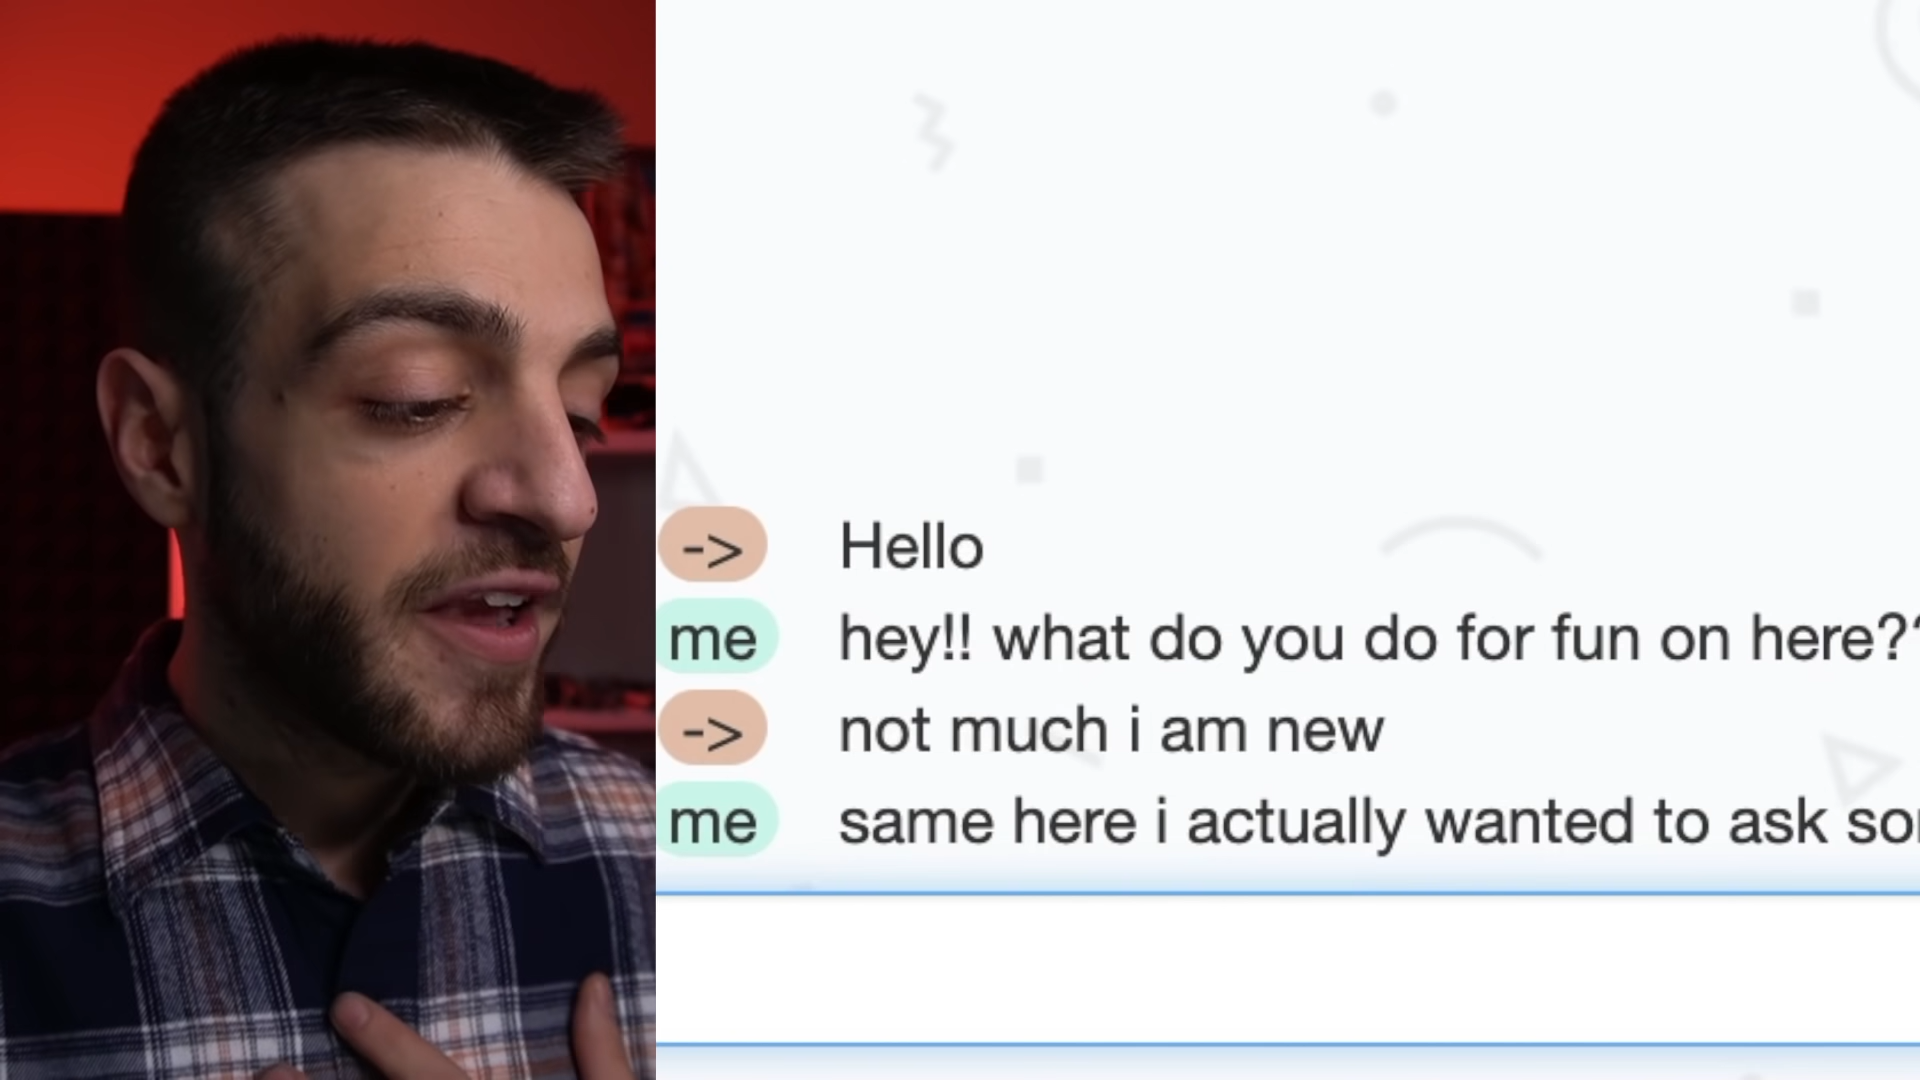 -> Hello
me hey!! what do you do for fun on here?
-> not much i am new
me same here i actually wanted to ask